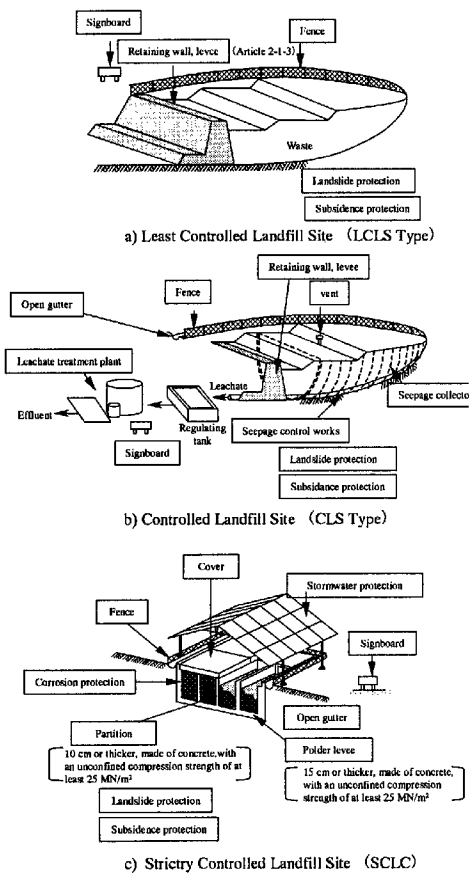 Signboard
Fence
Retaining wall, levee
(Article 2-1-3)
Waste
Landslide protection
Subsidence protection
a) Least Controlled Landfill Site (LCLS Type)
Retaining wall, levee
Fence
vent
Open gutter
Leachate treatment plant
Leachate
Seepage collecto
Effluent
Regulating
tank
Seepage control works
Signboard
Landslide protection
Subsidance protection
b) Controlled Landfill Site (CLS Type)
Cover
Stormwater protection
Fence
Signboard
Corrosion protection
Open gutter
Partition
Polder levee
10 cm or thicker, made of concrete,with
an unconfined compression strength of at
least 25 MN/m²
15 cm or thicker, made of concrete,
with an unconfined compression
strength of at least 25 MN/m²
Landslide protection
Subsidence protection
c) Strictry Controlled Landfill Site (SCLC)